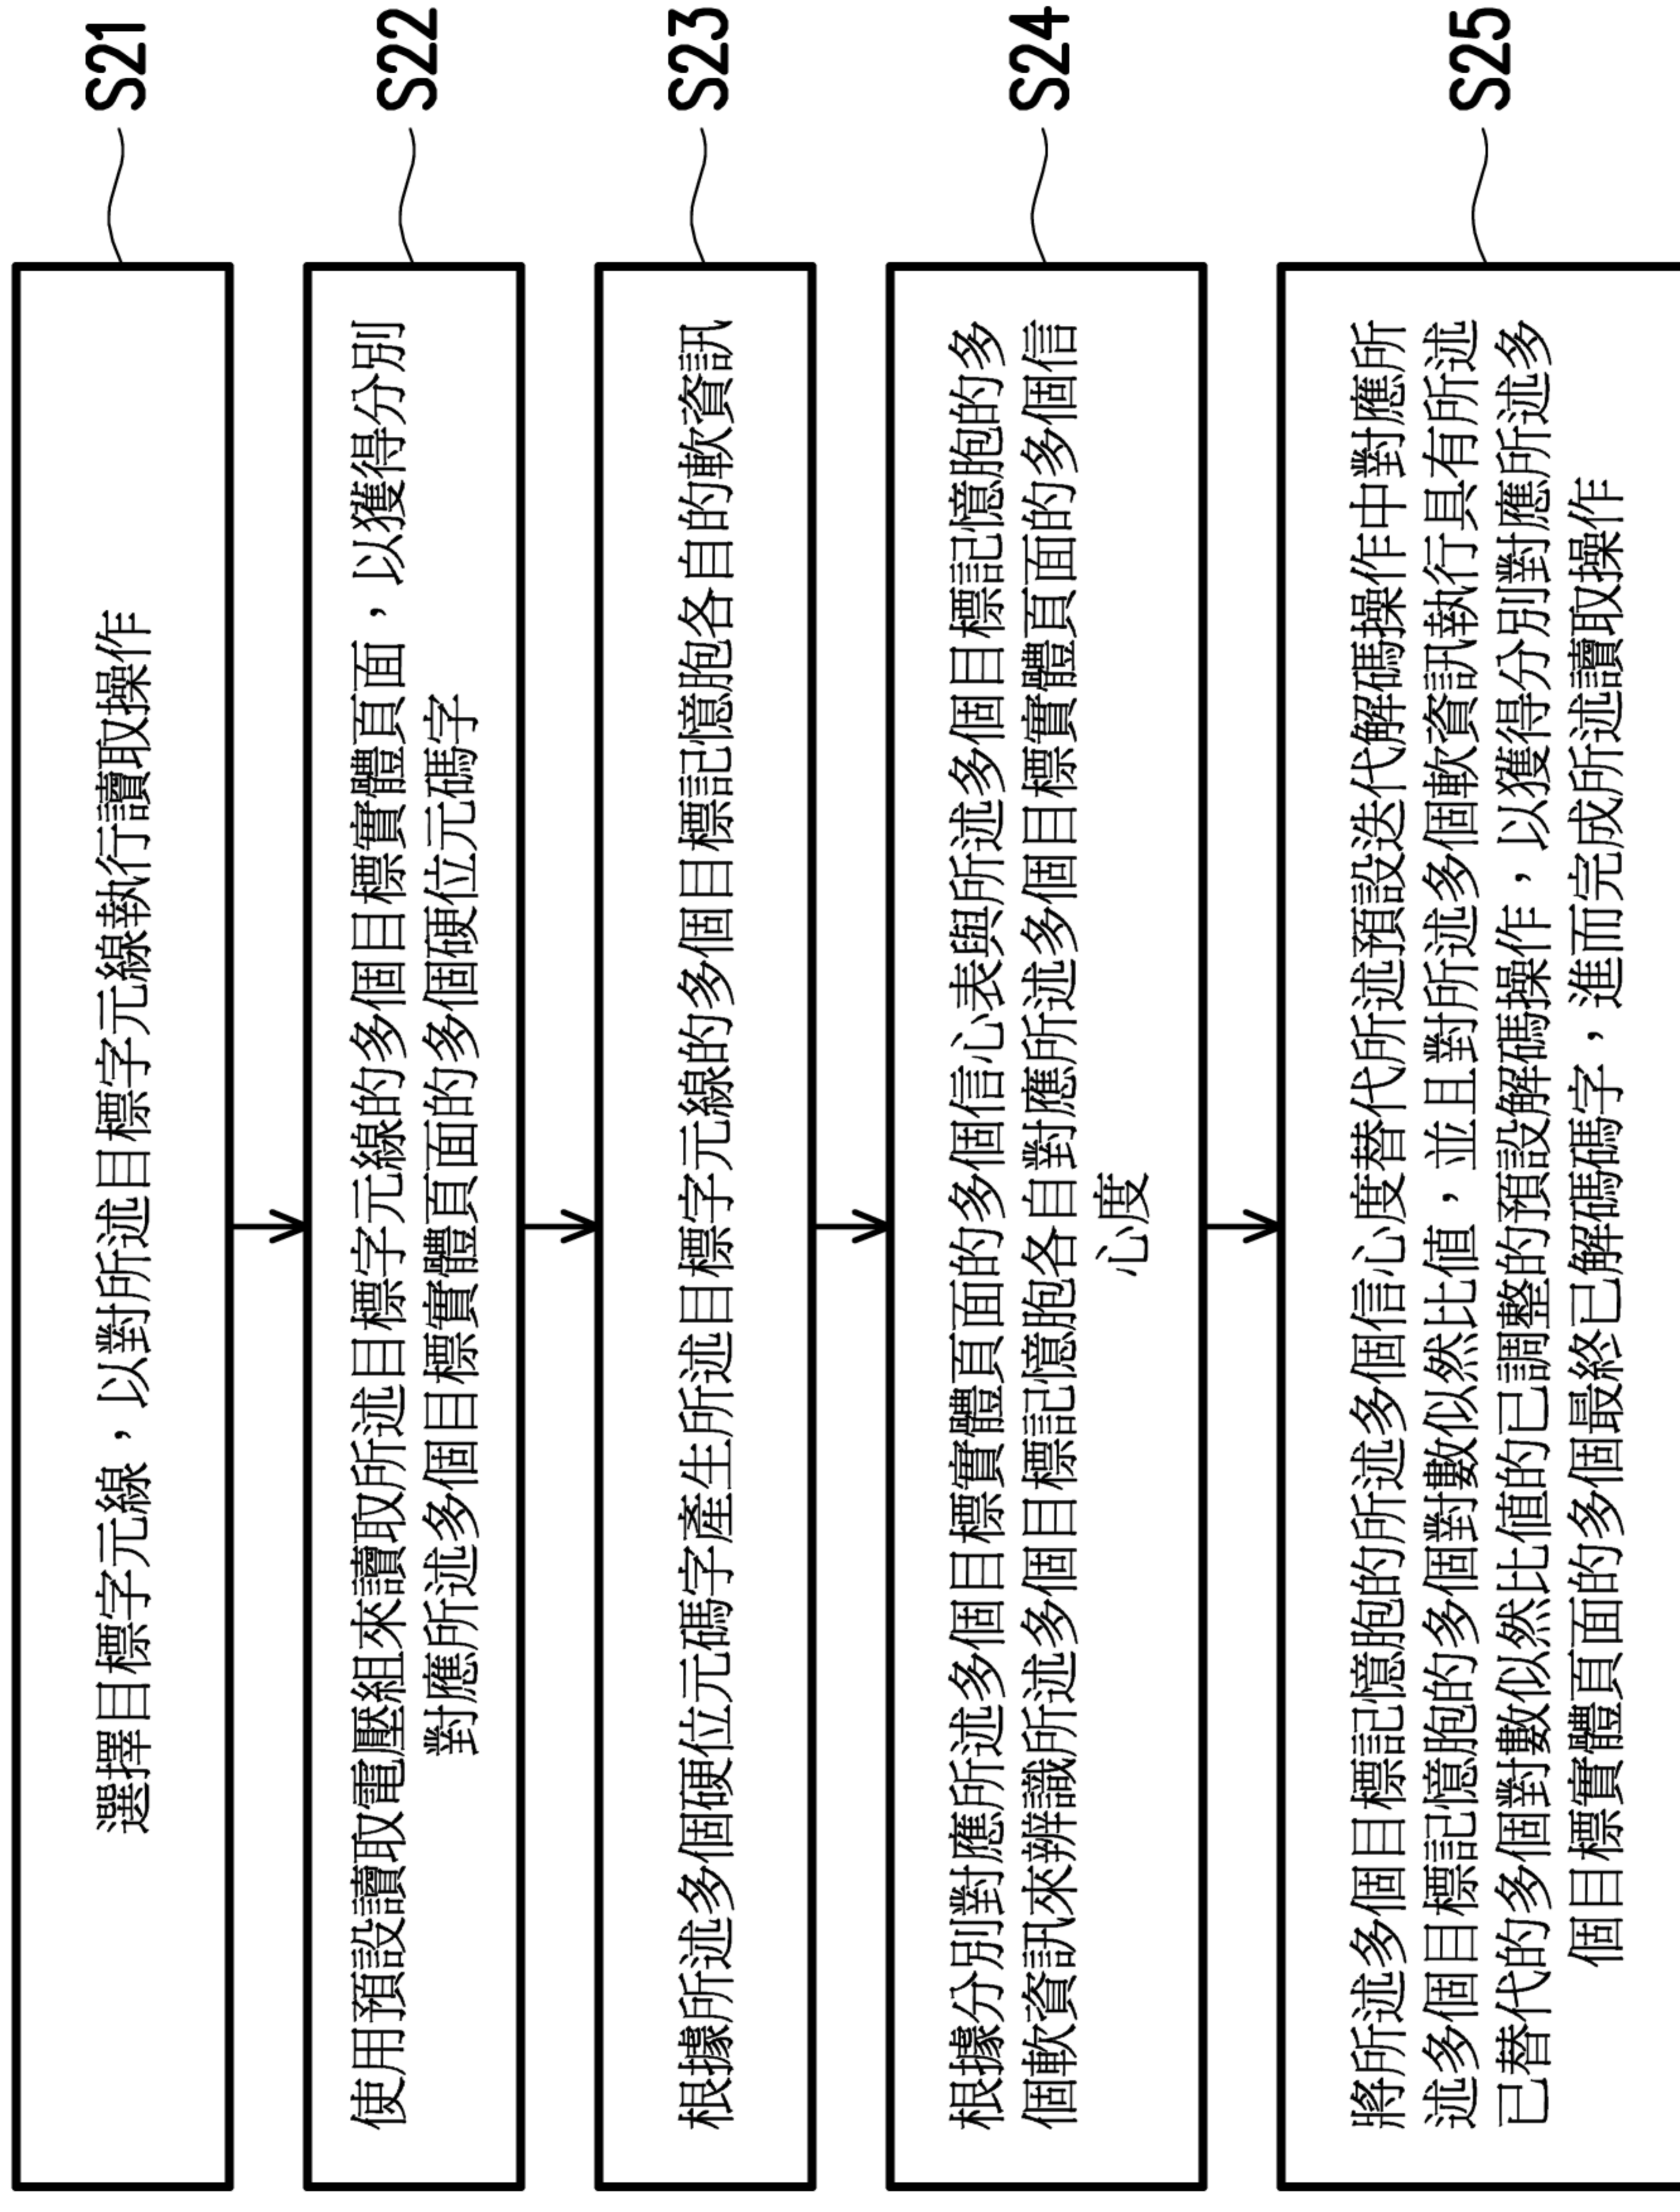 選擇目標字元線，以對所述目標字元線執行讀取操作
S21
使用預設讀取電壓組來讀取所述目標字元線的多個目標實體頁面，以獲得分別
對應所述多個目標實體頁面的多個硬位元碼字
S22
根據所述多個硬位元碼字產生所述目標字元線的多個目標記憶胞各自的軟資訊
S23
根據分別對應所述多個目標實體頁面的多個信心表與所述多個目標記憶胞的多
個軟資訊來辨識所述多個目標記憶胞各自對應所述多個目標實體頁面的多個信
心度
S24
將所述多個目標記憶胞的所述多個信心度替代所述預設迭代解碼操作中對應所
述多個目標記憶胞的多個對數似然比值，並且對所述多個軟資訊執行具有所述
已替代的多個對數似然比值的已調整的預設解碼操作，以獲得分別對應所述多
個目標實體頁面的多個最終已解碼碼字，進而完成所述讀取操作
S25